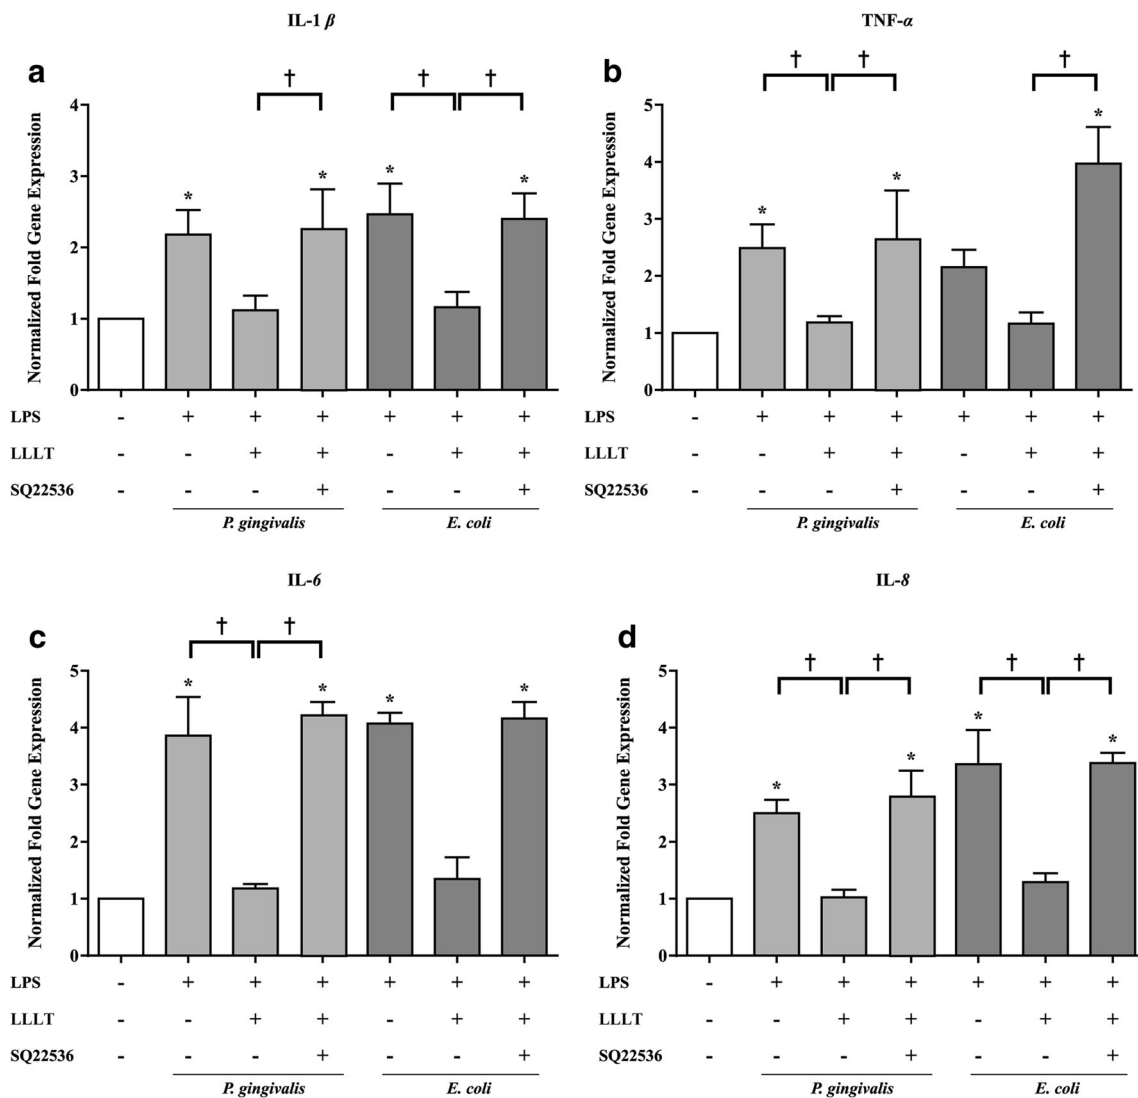 IL-1 β
a
† † †
Normalized Fold Gene Expression
4
3
2
1
0
* * * *
LPS - + + + + + +
LLLT - - + + - + +
SQ22536 - - - + - - +
P. gingivalis E. coli
TNF-α
b
† † †
Normalized Fold Gene Expression
5
4
3
2
1
0
* * *
LPS - + + + + + +
LLLT - - + + - + +
SQ22536 - - - + - - +
P. gingivalis E. coli
IL-6
c
† †
Normalized Fold Gene Expression
5
4
3
2
1
0
* * * *
LPS - + + + + + +
LLLT - - + + - + +
SQ22536 - - - + - - +
P. gingivalis E. coli
IL-8
d
† † † †
Normalized Fold Gene Expression
5
4
3
2
1
0
* * * *
LPS - + + + + + +
LLLT - - + + - + +
SQ22536 - - - + - - +
P. gingivalis E. coli